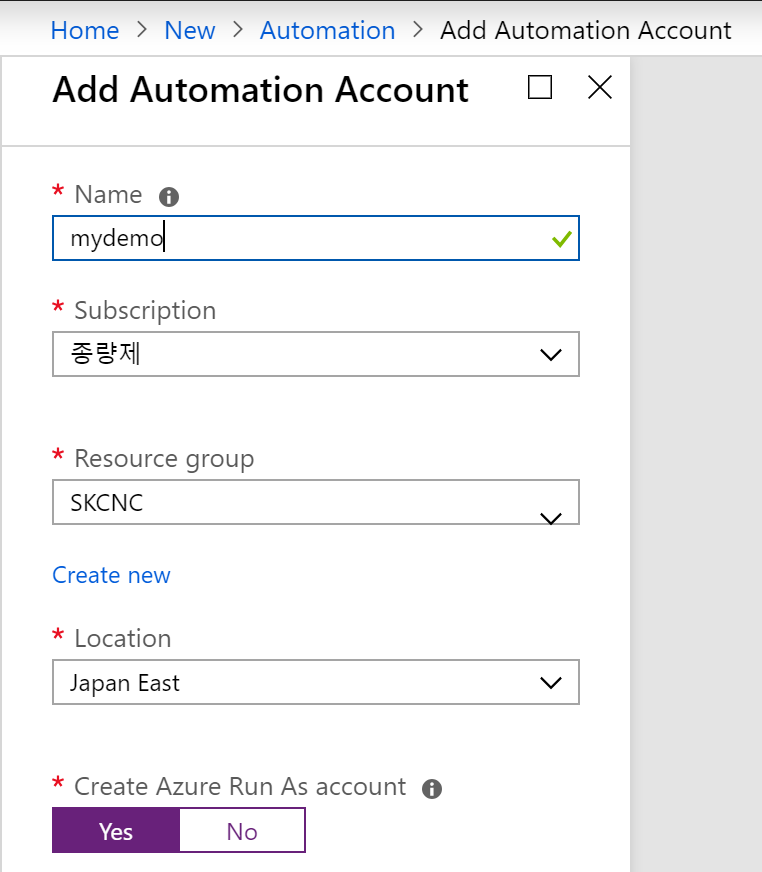 Home > New > Automation > Add Automation Account
Add Automation Account
* Name
mydemo
* Subscription
종량제
* Resource group
SKCNC
Create new
* Location
Japan East
* Create Azure Run As account
Yes No